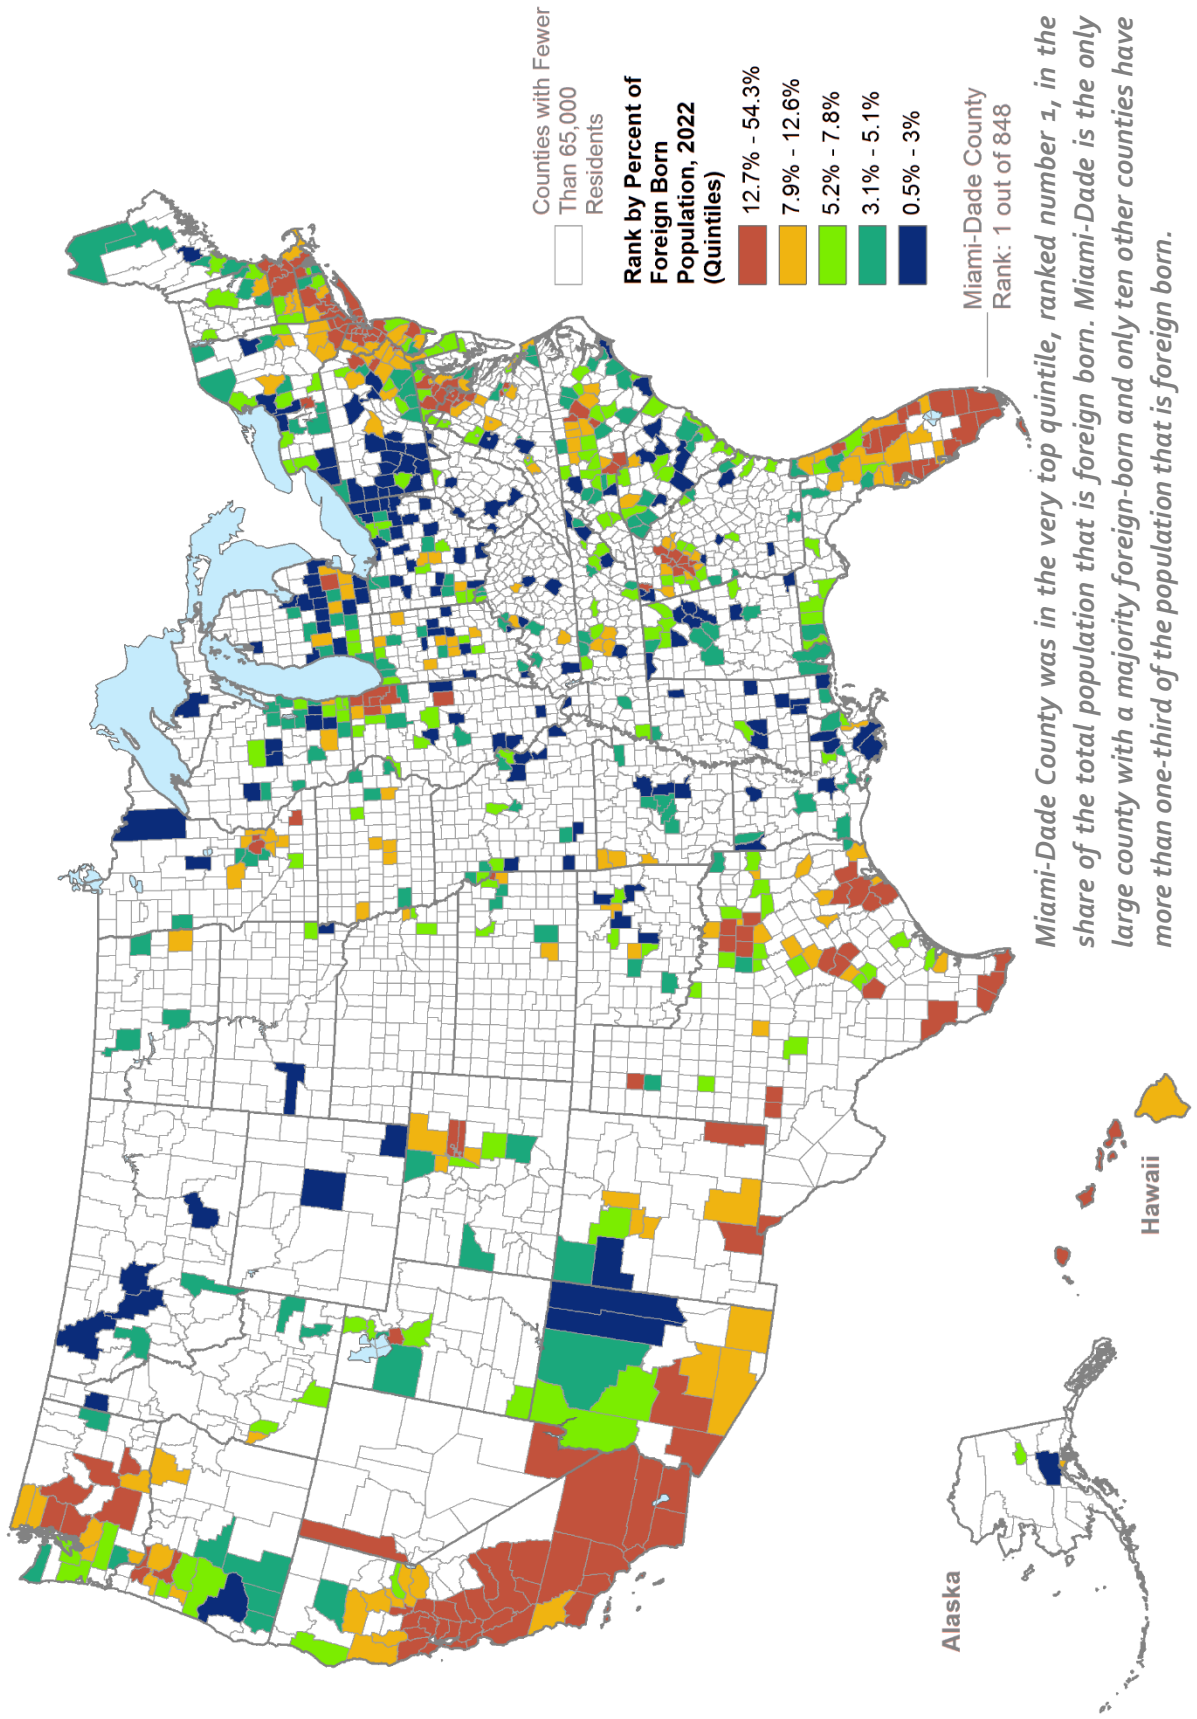 Counties with Fewer
Than 65,000
Residents
Rank by Percent of
Foreign Born
Population, 2022
(Quintiles)
12.7% - 54.3%
7.9% - 12.6%
5.2% - 7.8%
3.1% - 5.1%
0.5% - 3%
Miami-Dade County
Rank: 1 out of 848
Alaska
Hawaii
Miami-Dade County was in the very top quintile, ranked number 1, in the
share of the total population that is foreign born. Miami-Dade is the only
large county with a majority foreign-born and only ten other counties have
more than one-third of the population that is foreign born.